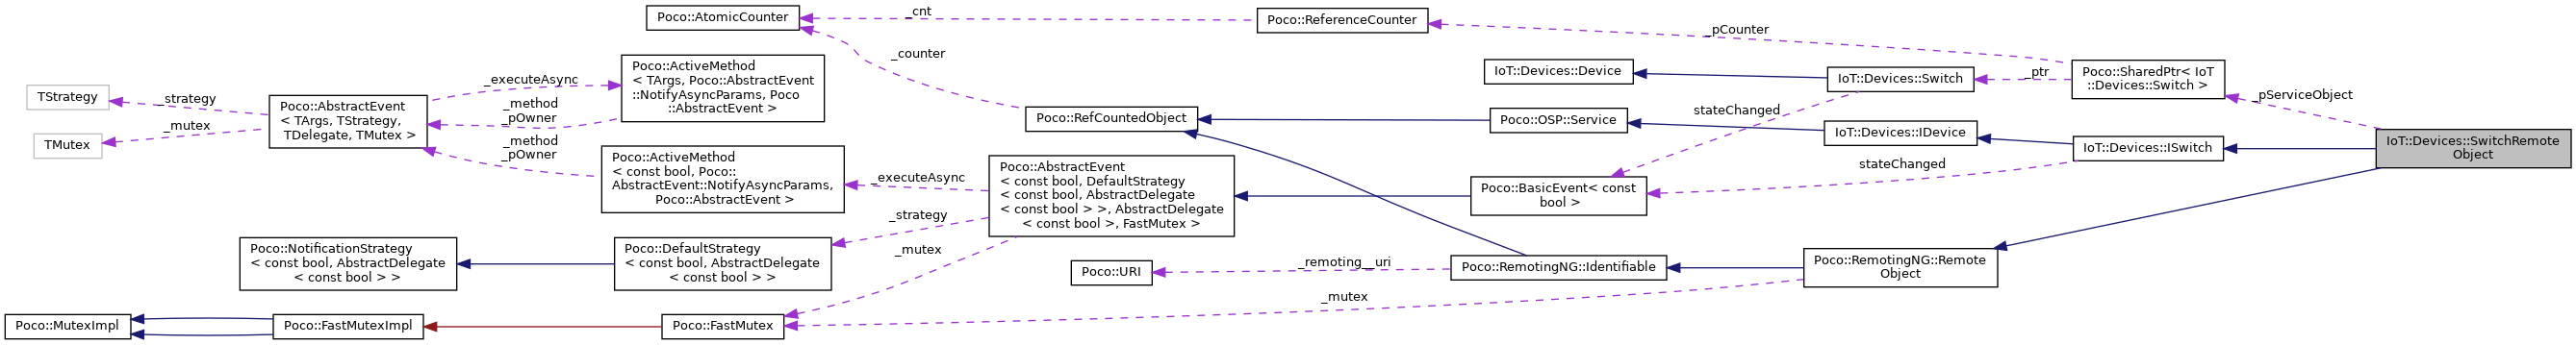 Poco::AtomicCounter
_cnt
Poco::ReferenceCounter
_pCounter
_counter
Poco::ActiveMethod
< TArgs, Poco::AbstractEvent
::NotifyAsyncParams, Poco
::AbstractEvent >
_executeAsync
_method
_pOwner
TStrategy
_strategy
_mutex
TMutex
Poco::AbstractEvent
< TArgs, TStrategy,
TDelegate, TMutex >
_method
_pOwner
Poco::ActiveMethod
< const bool, Poco::
AbstractEvent::NotifyAsyncParams,
Poco::AbstractEvent >
_executeAsync
Poco::RefCountedObject
IoT::Devices::Device
IoT::Devices::Switch
_ptr
Poco::SharedPtr< IoT
::Devices::Switch >
_pServiceObject
stateChanged
Poco::OSP::Service
IoT::Devices::IDevice
IoT::Devices::ISwitch
IoT::Devices::SwitchRemote
Object
stateChanged
Poco::AbstractEvent
< const bool, DefaultStrategy
< const bool, AbstractDelegate
< const bool > >, AbstractDelegate
< const bool >, FastMutex >
Poco::BasicEvent< const
bool >
_strategy
_mutex
Poco::NotificationStrategy
< const bool, AbstractDelegate
< const bool > >
Poco::DefaultStrategy
< const bool, AbstractDelegate
< const bool > >
Poco::URI
_remoting__uri
Poco::RemotingNG::Identifiable
Poco::RemotingNG::Remote
Object
_mutex
Poco::MutexImpl
Poco::FastMutexImpl
Poco::FastMutex